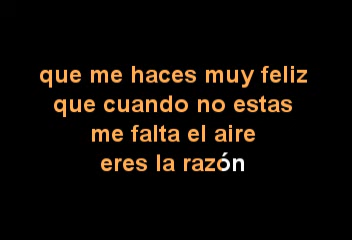 que me haces muy feliz
que cuando no estas
me falta el aire
eres la razón